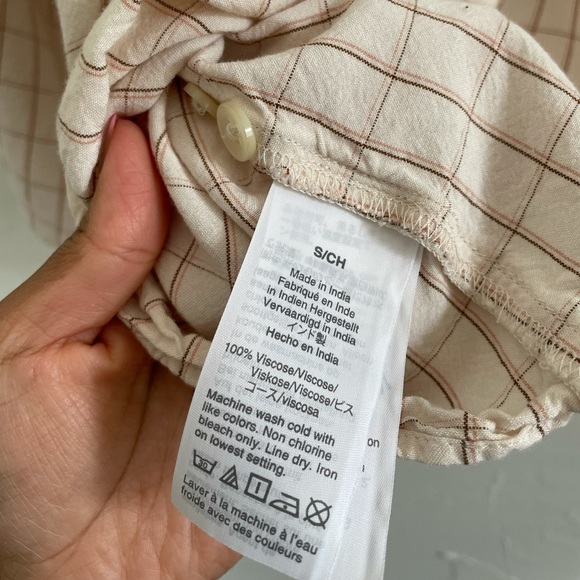 S/CH
Made in India
Fabriqué en Inde
in Indien Hergestellt
Vervaardigd in India
インド製
Hecho en India
100% Viscose/Viscose/
Viskose/Viscose/ビス
コース/viscosa
Machine wash cold with
like colors. Non chlorine
bleach only. Line dry. Iron
on lowest setting.
30
Laver à la machine à l'eau
froide avec des couleurs